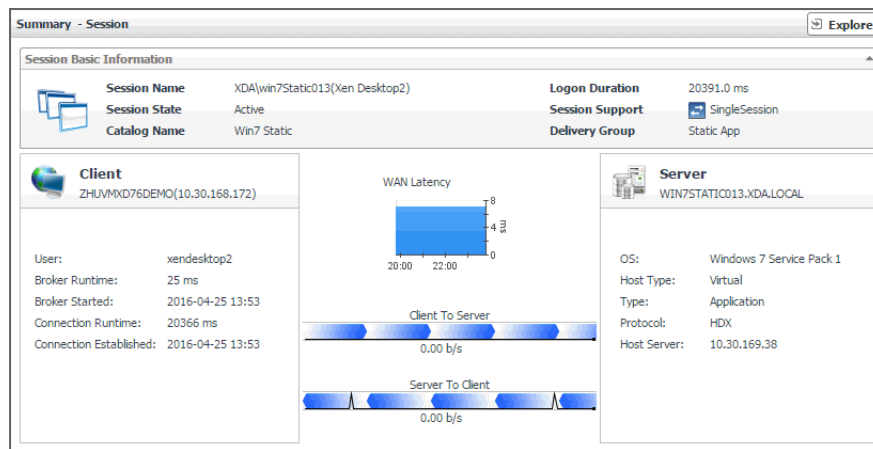 Summary - Session
Explore
Session Basic Information
Session Name XDA\win7Static013(Xen Desktop2) Logon Duration 20391.0 ms
Session State Active Session Support SingleSession
Catalog Name Win7 Static Delivery Group Static App
Client
ZHUVMXD76DEMO(10.30.168.172)
User: xendesktop2
Broker Runtime: 25 ms
Broker Started: 2016-04-25 13:53
Connection Runtime: 20366 ms
Connection Established: 2016-04-25 13:53
WAN Latency
8
4
0
ms
20:00 22:00
Client To Server
0.00 b/s
Server To Client
0.00 b/s
Server
WIN7STATIC013.XDA.LOCAL
OS: Windows 7 Service Pack 1
Host Type: Virtual
Type: Application
Protocol: HDX
Host Server: 10.30.169.38